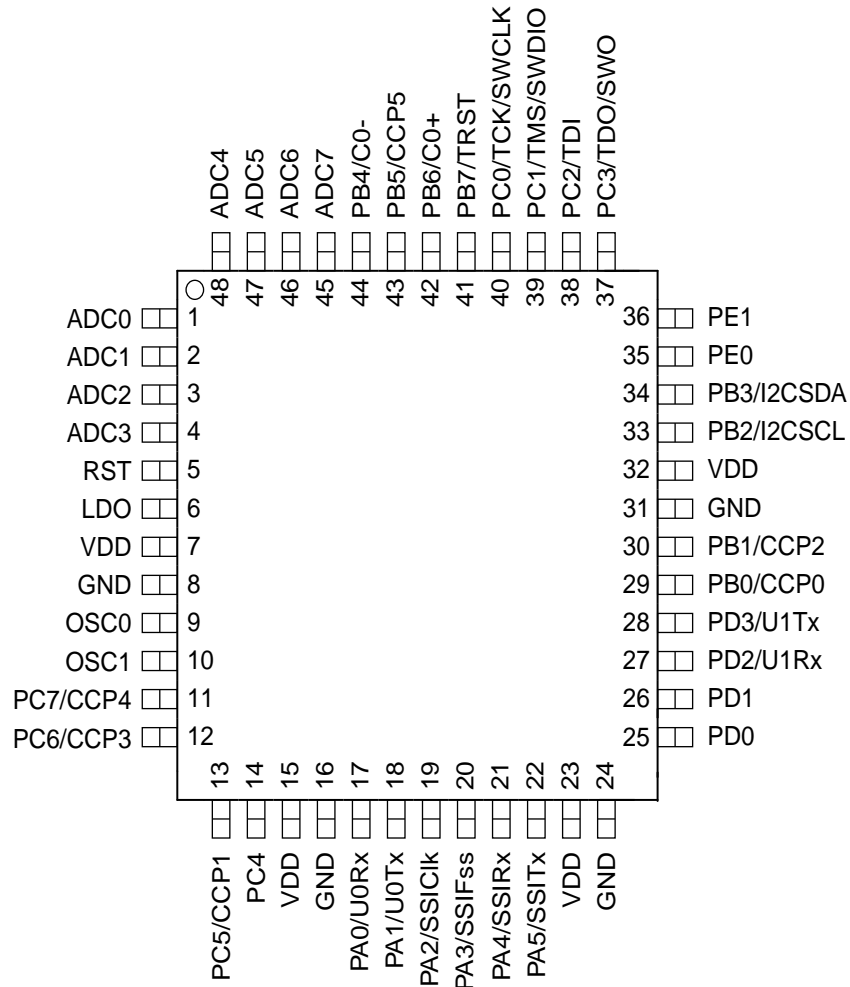 ADC4
ADC5
ADC6
ADC7
PB4/C0-
PB5/CCP5
PB6/C0+
PB7/TRST
PC0/TCK/SWCLK
PC1/TMS/SWDIO
PC2/TDI
PC3/TDO/SWO
48
47
46
45
44
43
42
41
40
39
38
37
ADC0 1
ADC1 2
ADC2 3
ADC3 4
RST 5
LDO 6
VDD 7
GND 8
OSC0 9
OSC1 10
PC7/CCP4 11
PC6/CCP3 12
36 PE1
35 PE0
34 PB3/I2CSDA
33 PB2/I2CSCL
32 VDD
31 GND
30 PB1/CCP2
29 PB0/CCP0
28 PD3/U1Tx
27 PD2/U1Rx
26 PD1
25 PD0
13
14
15
16
17
18
19
20
21
22
23
24
PC5/CCP1
PC4
VDD
GND
PA0/U0Rx
PA1/U0Tx
PA2/SSIClk
PA3/SSIFss
PA4/SSIRx
PA5/SSITx
VDD
GND